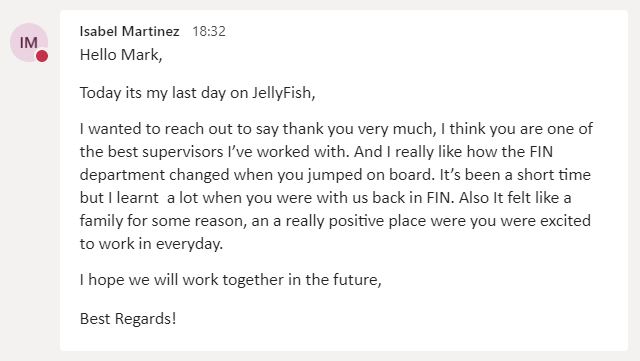 IM
Isabel Martinez 18:32
Hello Mark,
Today its my last day on JellyFish,
I wanted to reach out to say thank you very much, I think you are one of
the best supervisors I've worked with. And I really like how the FIN
department changed when you jumped on board. It's been a short time
but I learnt  a lot when you were with us back in FIN. Also It felt like a
family for some reason, an a really positive place were you were excited
to work in everyday.
I hope we will work together in the future,
Best Regards!